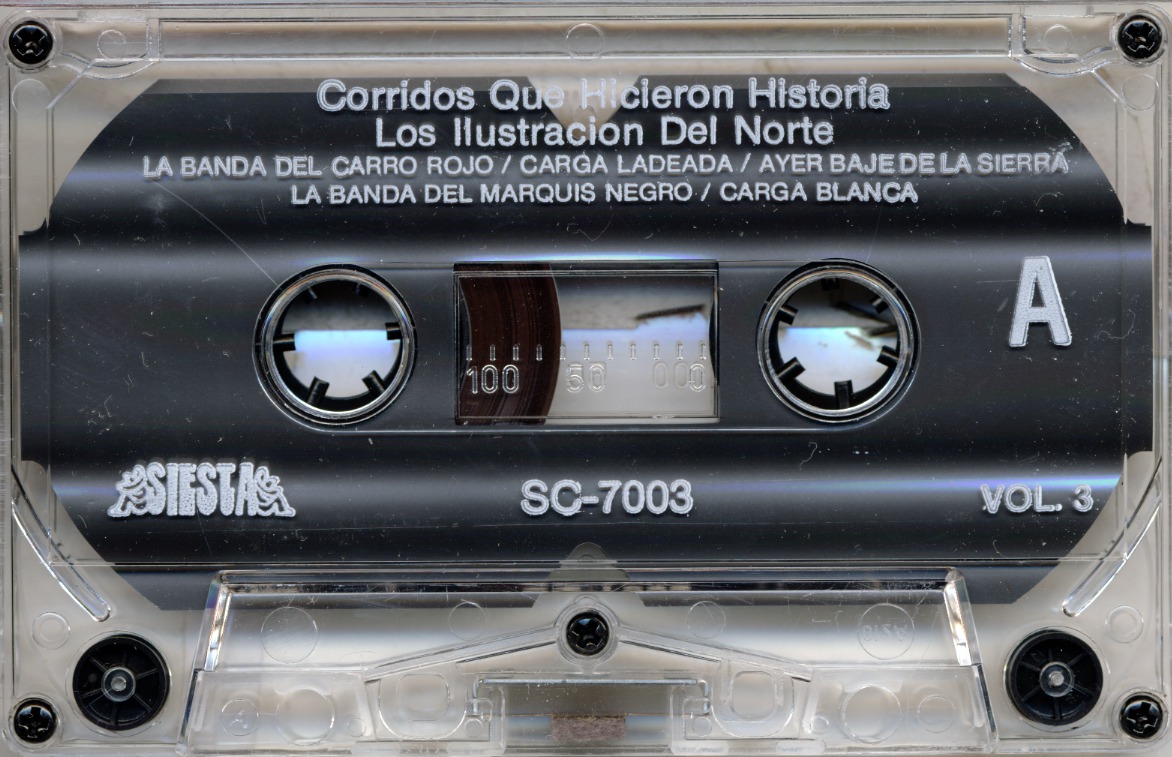 Corridos Que Hicieron Historia
Los Ilustracion Del Norte
LA BANDA DEL CARRO ROJO / CARGA LADEADA / AYER BAJE DE LA SIERRA
LA BANDA DEL MARQUIS NEGRO / CARGA BLANCA
A
100 50 000
SIESTA
SC-7003
VOL. 3